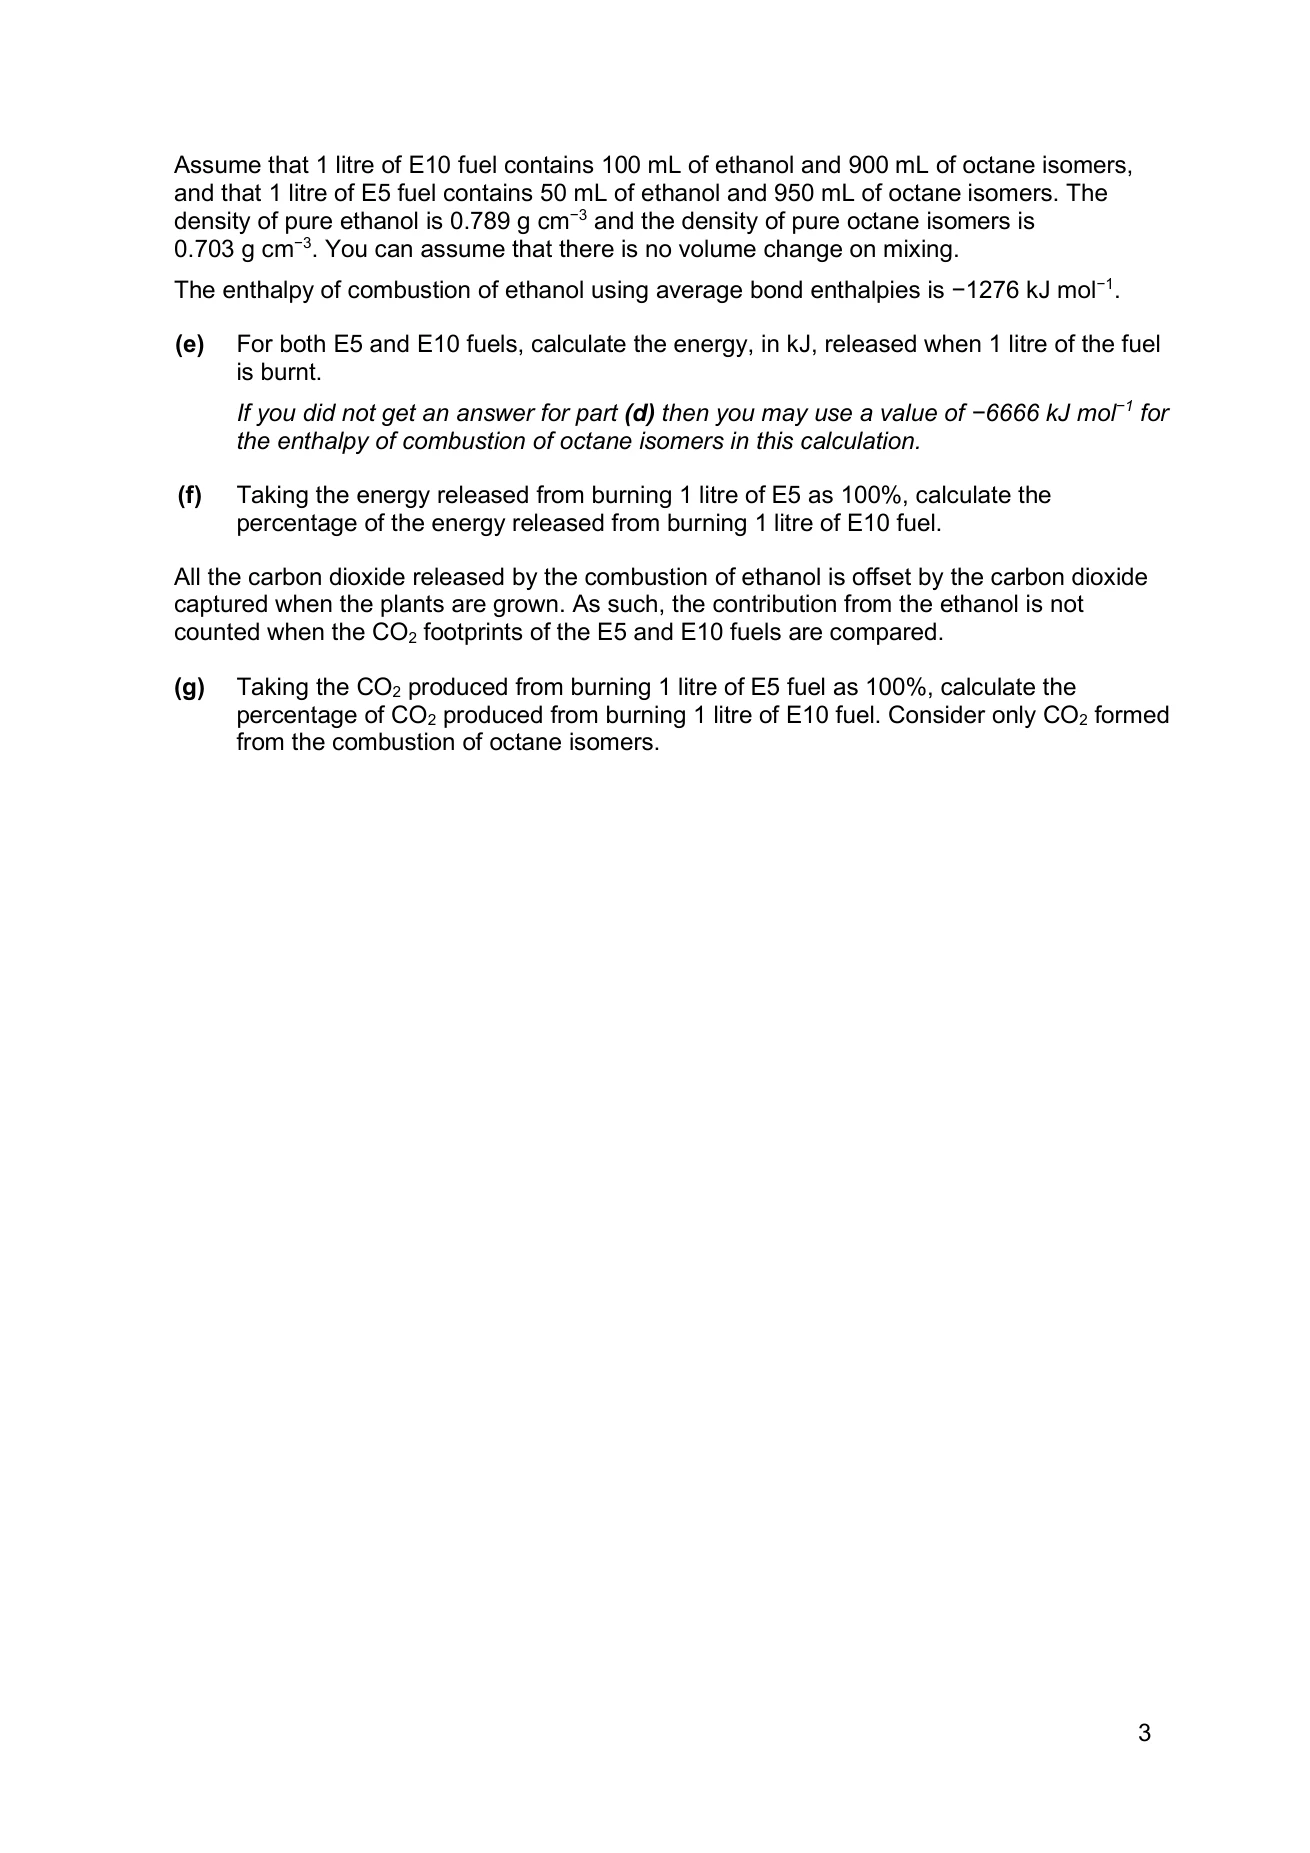 Assume that 1 litre of E10 fuel contains 100 mL of ethanol and 900 mL of octane isomers,
and that 1 litre of E5 fuel contains 50 mL of ethanol and 950 mL of octane isomers. The
density of pure ethanol is 0.789 g cm⁻³ and the density of pure octane isomers is
0.703 g cm⁻³. You can assume that there is no volume change on mixing.
The enthalpy of combustion of ethanol using average bond enthalpies is −1276 kJ mol⁻¹.
(e) For both E5 and E10 fuels, calculate the energy, in kJ, released when 1 litre of the fuel
is burnt.
If you did not get an answer for part (d) then you may use a value of −6666 kJ mol⁻¹ for
the enthalpy of combustion of octane isomers in this calculation.
(f) Taking the energy released from burning 1 litre of E5 as 100%, calculate the
percentage of the energy released from burning 1 litre of E10 fuel.
All the carbon dioxide released by the combustion of ethanol is offset by the carbon dioxide
captured when the plants are grown. As such, the contribution from the ethanol is not
counted when the CO₂ footprints of the E5 and E10 fuels are compared.
(g) Taking the CO₂ produced from burning 1 litre of E5 fuel as 100%, calculate the
percentage of CO₂ produced from burning 1 litre of E10 fuel. Consider only CO₂ formed
from the combustion of octane isomers.
3